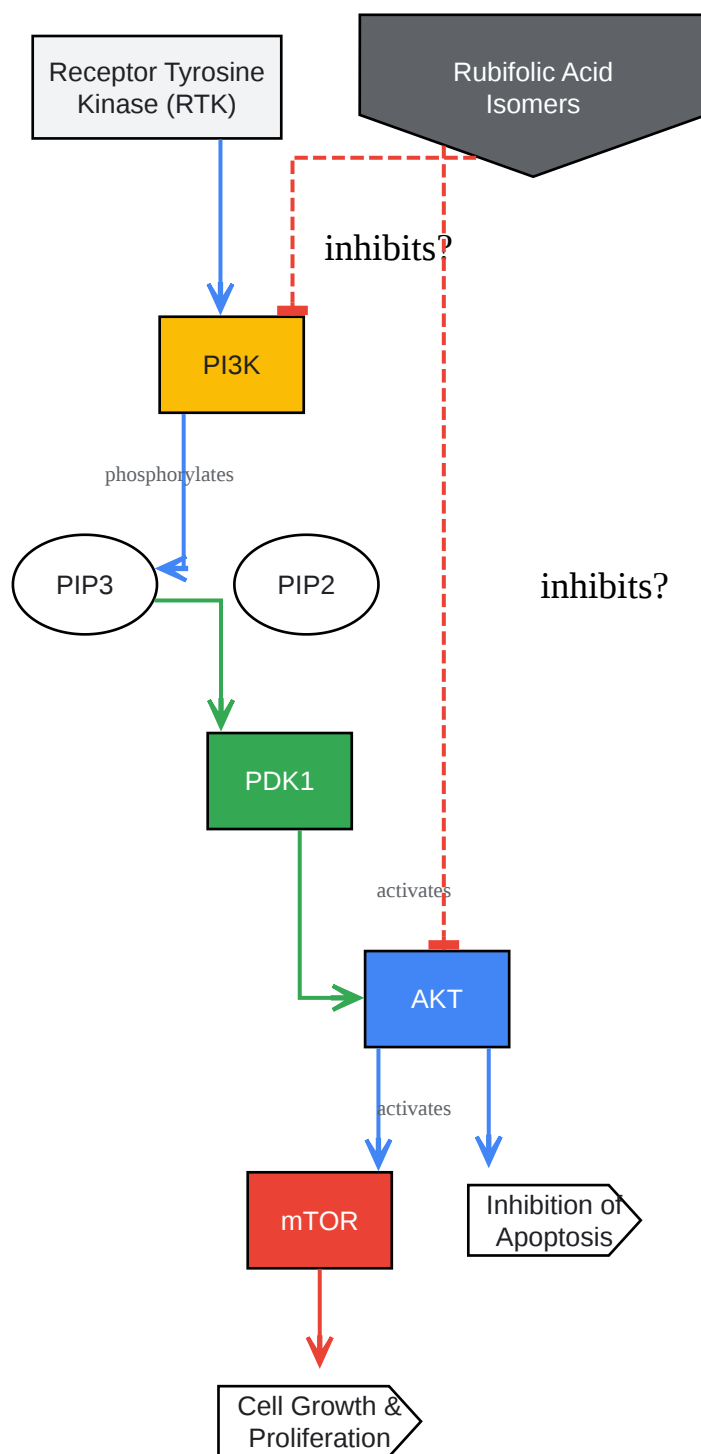 Receptor Tyrosine
Kinase (RTK)
Rubifolic Acid
Isomers
inhibits?
PI3K
phosphorylates
PIP3
PIP2
inhibits?
PDK1
activates
AKT
activates
mTOR
Inhibition of
Apoptosis
Cell Growth &
Proliferation